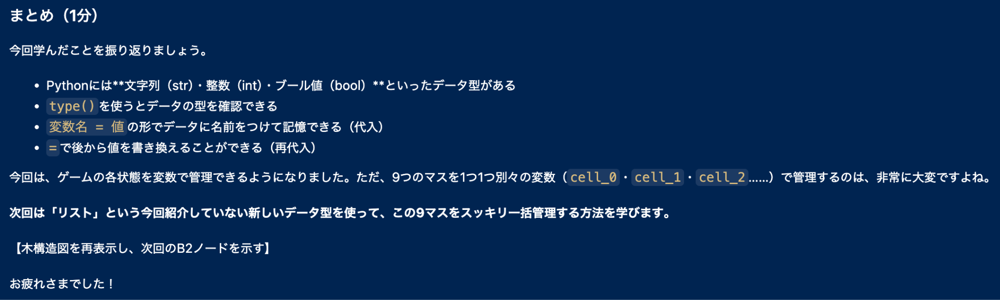 まとめ（1分）
今回学んだことを振り返りましょう。
• Pythonには**文字列（str）・整数（int）・ブール値（bool）**といったデータ型がある
• type()を使うとデータの型を確認できる
• 変数名 = 値の形でデータに名前をつけて記憶できる（代入）
• =で後から値を書き換えることができる（再代入）
今回は、ゲームの各状態を変数で管理できるようになりました。ただ、9つのマスを1つ1つ別々の変数（cell_0・cell_1・cell_2……）で管理するのは、非常に大変ですよね。
次回は「リスト」という今回紹介していない新しいデータ型を使って、この9マスをスッキリ一括管理する方法を学びます。
【木構造図を再表示し、次回のB2ノードを示す】
お疲れさまでした！